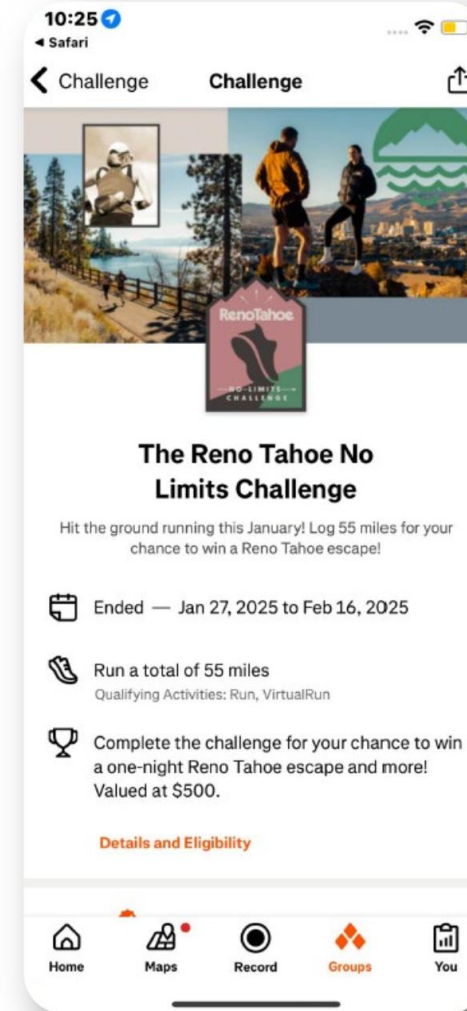 10:25
◄ Safari
Challenge
Challenge
RenoTahoe
NO-LIMITS
CHALLENGE
The Reno Tahoe No
Limits Challenge
Hit the ground running this January! Log 55 miles for your
chance to win a Reno Tahoe escape!
Ended — Jan 27, 2025 to Feb 16, 2025
Run a total of 55 miles
Qualifying Activities: Run, VirtualRun
Complete the challenge for your chance to win
a one-night Reno Tahoe escape and more!
Valued at $500.
Details and Eligibility
Home
Maps
Record
Groups
You